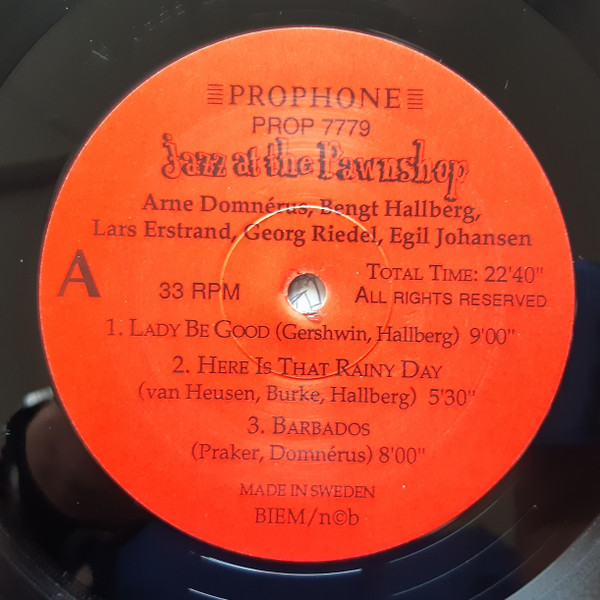 PROPHONE
PROP 7779
Jazz at the Pawnshop
Arne Domnérus, Bengt Hallberg,
Lars Erstrand, Georg Riedel, Egil Johansen
A
33 RPM
TOTAL TIME: 22'40"
ALL RIGHTS RESERVED
1. LADY BE GOOD (Gershwin, Hallberg) 9'00"
2. HERE IS THAT RAINY DAY
(van Heusen, Burke, Hallberg) 5'30"
3. BARBADOS
(Praker, Domnérus) 8'00"
MADE IN SWEDEN
BIEM/n©b